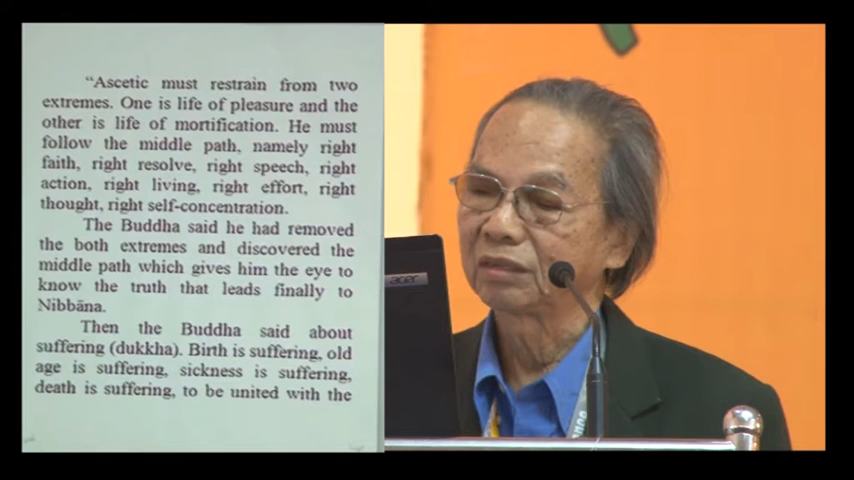 “Ascetic must restrain from two
extremes. One is life of pleasure and the
other is life of mortification. He must
follow the middle path, namely right
faith, right resolve, right speech, right
action, right living, right effort, right
thought, right self-concentration.
The Buddha said he had removed
the both extremes and discovered the
middle path which gives him the eye to
know the truth that leads finally to
Nibbāna.
Then the Buddha said about
suffering (dukkha). Birth is suffering, old
age is suffering, sickness is suffering,
death is suffering, to be united with the
acer